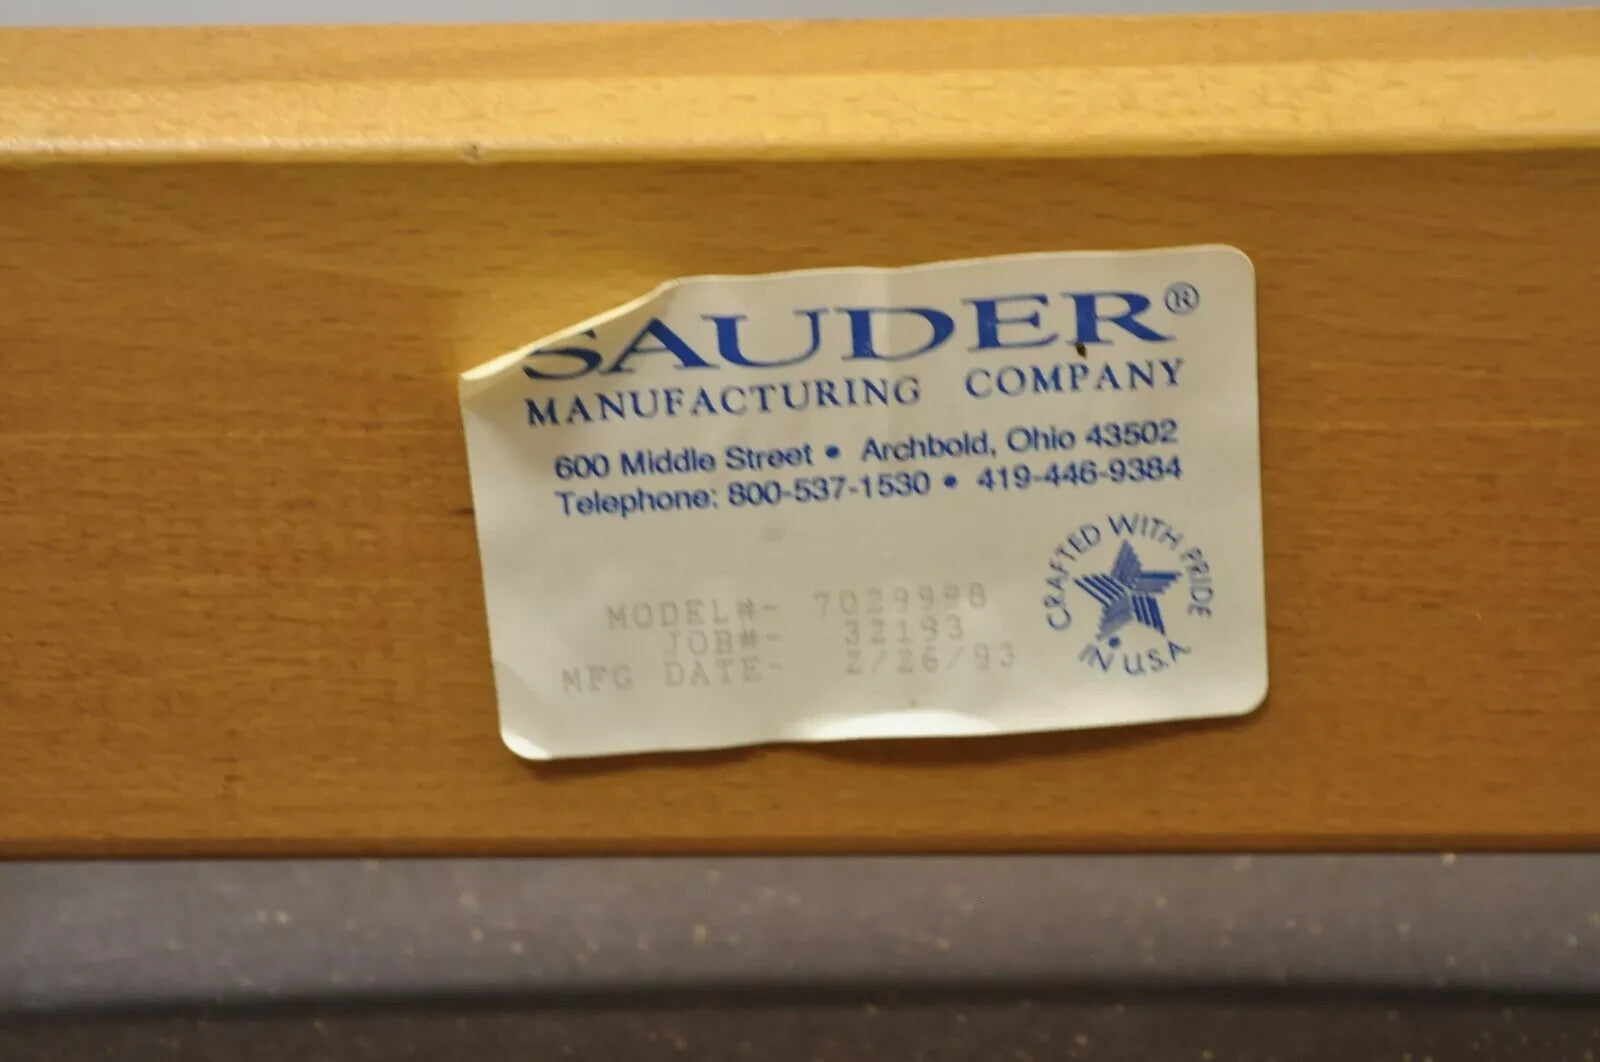 SAUDER®
MANUFACTURING COMPANY
600 Middle Street • Archbold, Ohio 43502
Telephone: 800-537-1530 • 419-446-9384
MODEL#- 7029998
JOB#- 32193
MFG DATE- 2/26/93
CRAFTED WITH PRIDE
IN U.S.A.